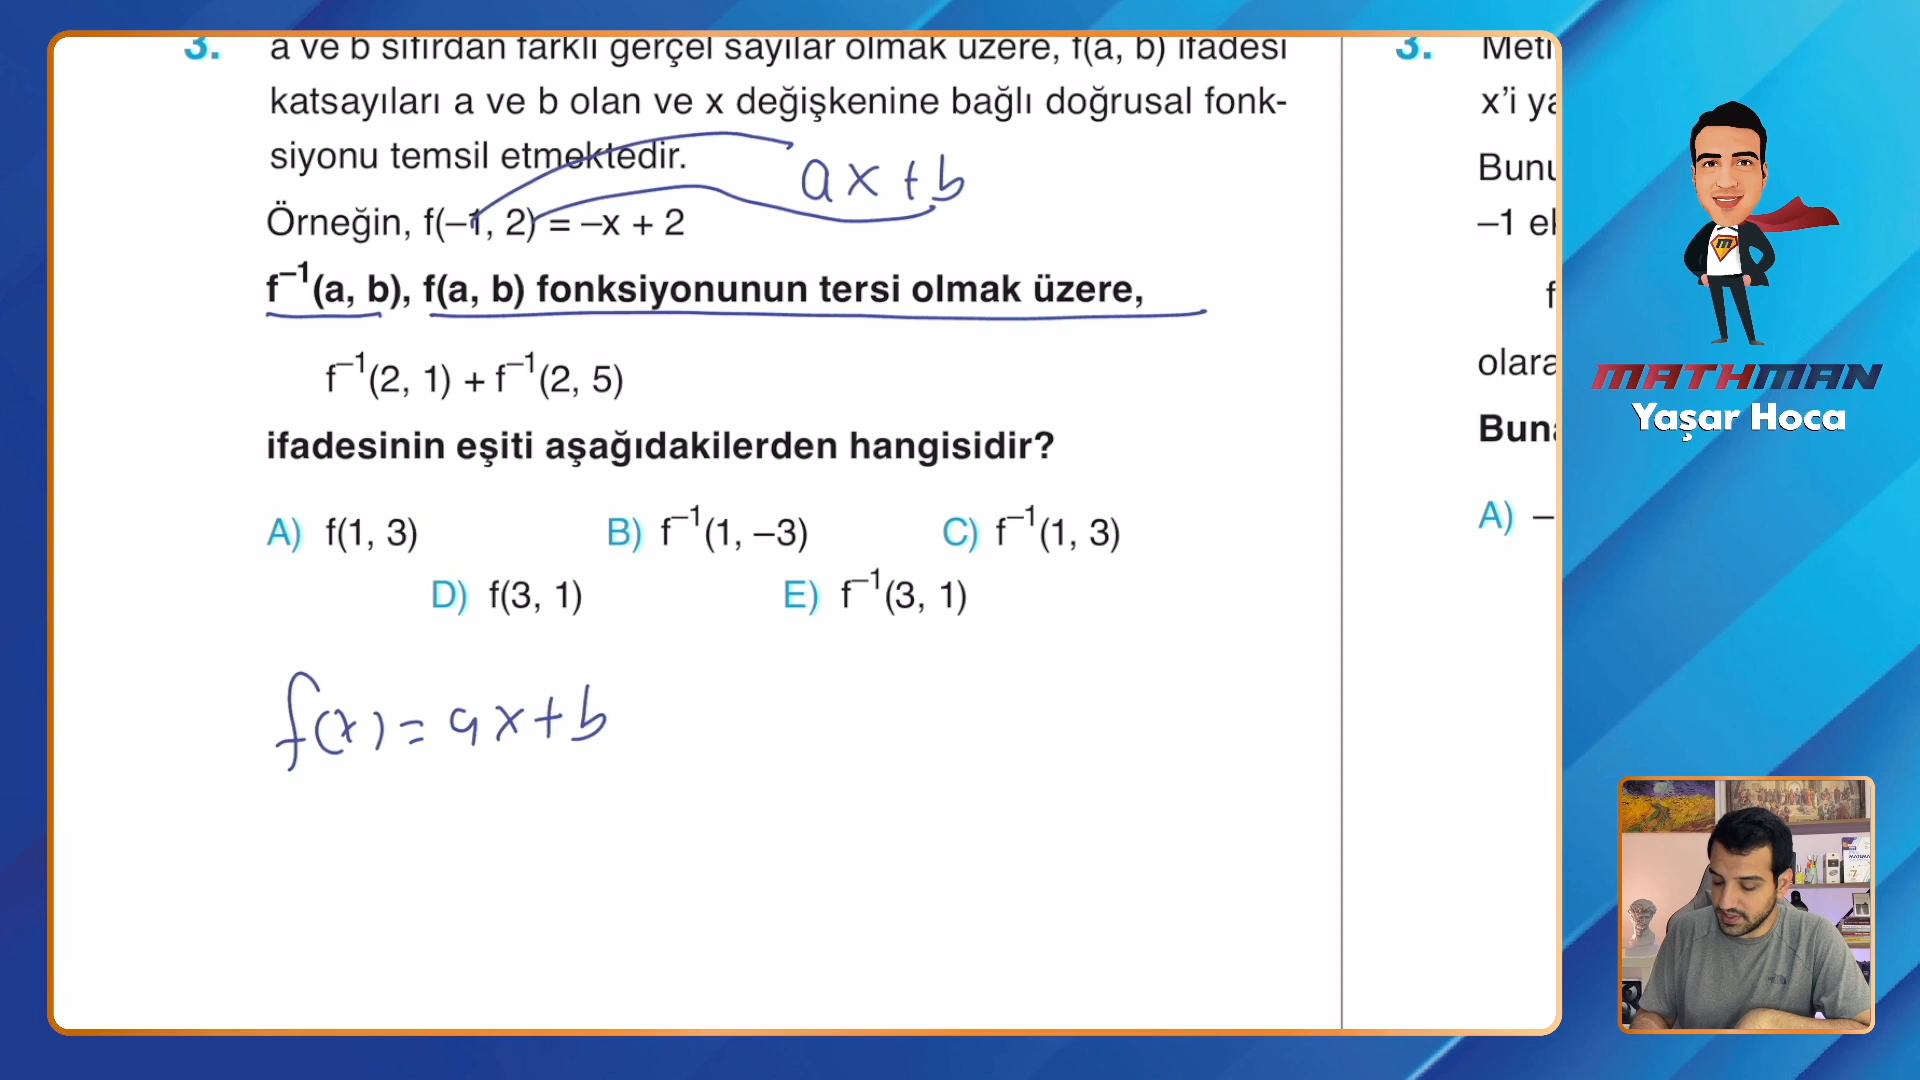 3. a ve b sıfırdan farklı gerçel sayılar olmak üzere, f(a, b) ifadesi
katsayıları a ve b olan ve x değişkenine bağlı doğrusal fonk-
siyonu temsil etmektedir.
ax+b
Örneğin, f(–1, 2) = –x + 2
f⁻¹(a, b), f(a, b) fonksiyonunun tersi olmak üzere,
f⁻¹(2, 1) + f⁻¹(2, 5)
ifadesinin eşiti aşağıdakilerden hangisidir?
A) f(1, 3) B) f⁻¹(1, –3) C) f⁻¹(1, 3)
D) f(3, 1) E) f⁻¹(3, 1)
f(x) = ax+b
3. Meti
x'i ya
Bunu
–1 el
f
olara
Buna
A) –
m
MATHMAN
Yaşar Hoca